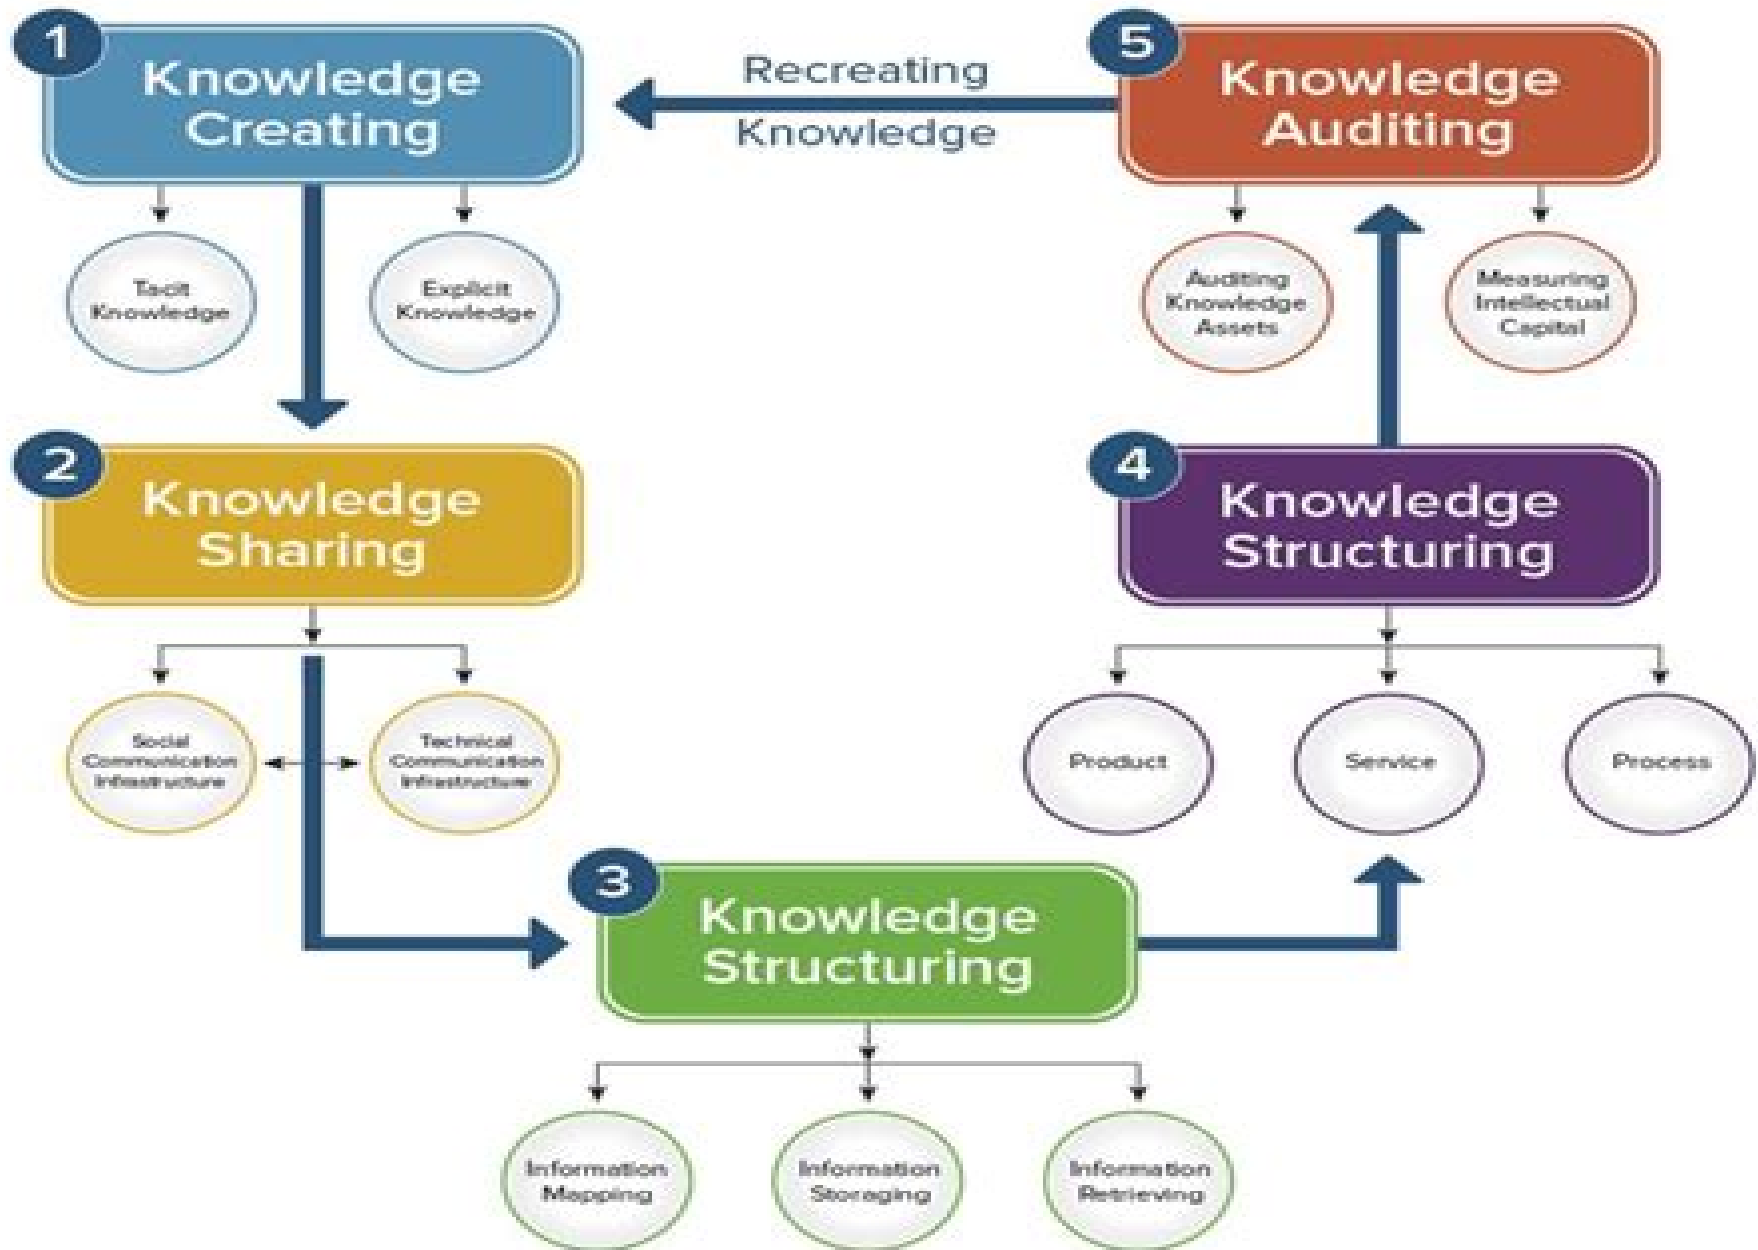 1
Knowledge
Creating
Tacit
Knowledge
Explicit
Knowledge
Recreating
Knowledge
5
Knowledge
Auditing
Auditing
Knowledge
Assets
Measuring
Intellectual
Capital
2
Knowledge
Sharing
Social
Communication
Infrastructure
Technical
Communication
Infrastructure
4
Knowledge
Structuring
Product
Service
Process
3
Knowledge
Structuring
Information
Mapping
Information
Storaging
Information
Retrieving